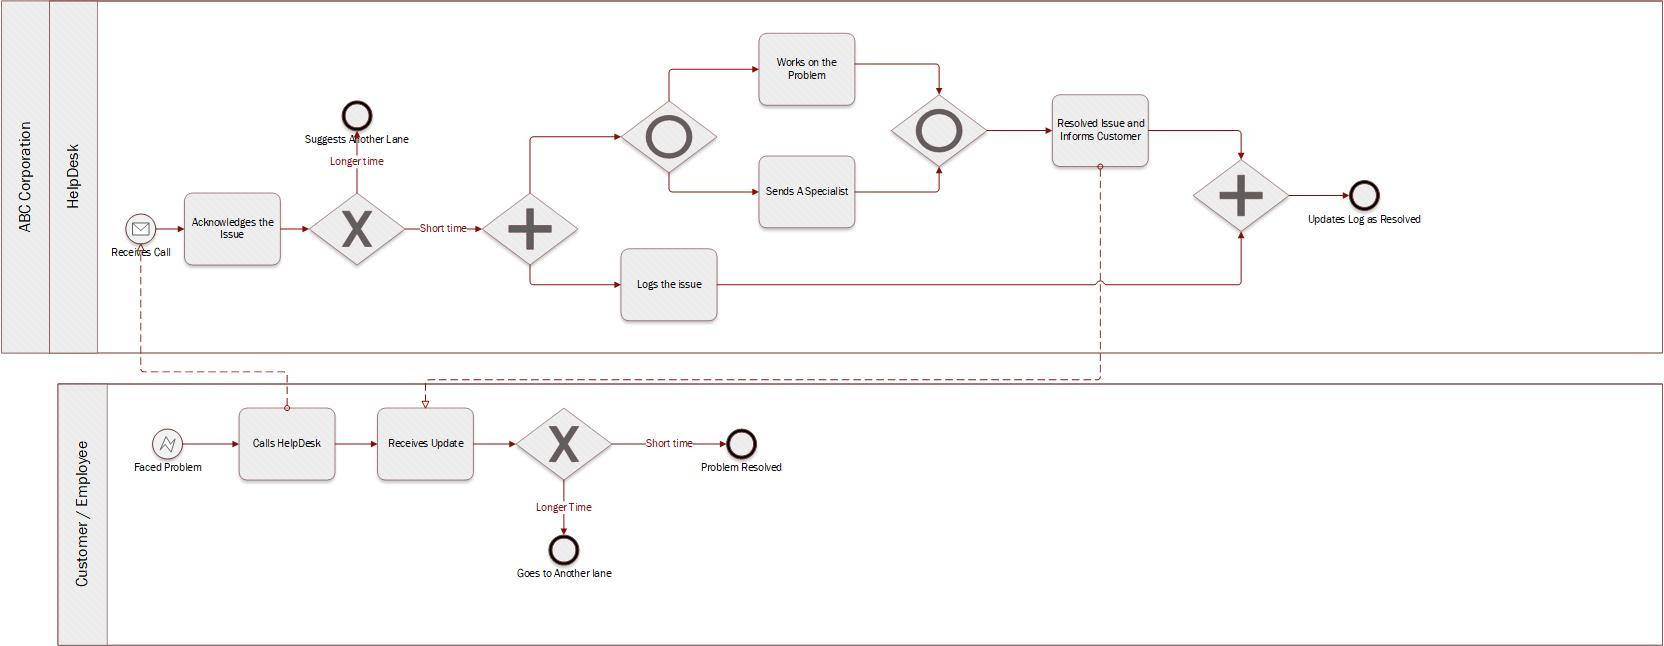 ABC Corporation
HelpDesk
Receives Call
Acknowledges the
Issue
Suggests Another Lane
Longer time
X
Short time
Works on the
Problem
Sends A Specialist
Logs the issue
Resolved Issue and
Informs Customer
Updates Log as Resolved
Customer / Employee
Faced Problem
Calls HelpDesk
Receives Update
X
Short time
Problem Resolved
Longer Time
Goes to Another lane